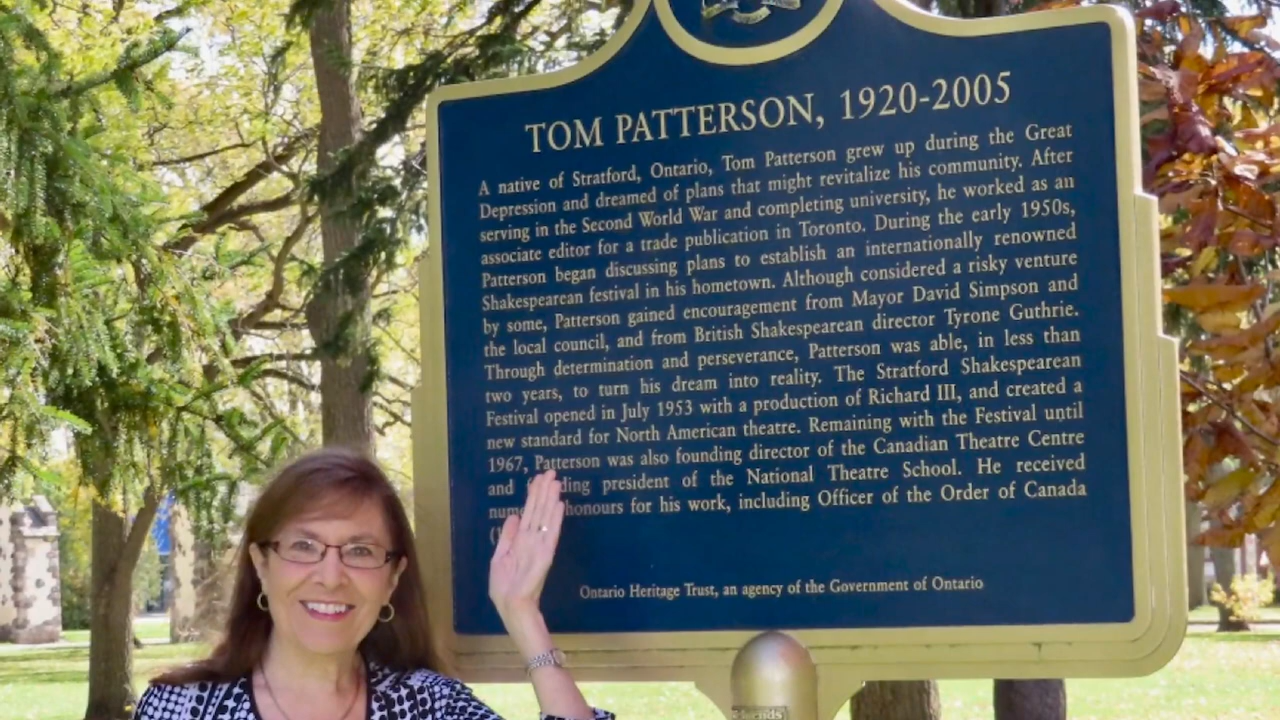 TOM PATTERSON, 1920-2005
A native of Stratford, Ontario, Tom Patterson grew up during the Great
Depression and dreamed of plans that might revitalize his community. After
serving in the Second World War and completing university, he worked as an
associate editor for a trade publication in Toronto. During the early 1950s,
Patterson began discussing plans to establish an internationally renowned
Shakespearean festival in his hometown. Although considered a risky venture
by some, Patterson gained encouragement from Mayor David Simpson and
the local council, and from British Shakespearean director Tyrone Guthrie.
Through determination and perseverance, Patterson was able, in less than
two years, to turn his dream into reality. The Stratford Shakespearean
Festival opened in July 1953 with a production of Richard III, and created a
new standard for North American theatre. Remaining with the Festival until
1967, Patterson was also founding director of the Canadian Theatre Centre
and president of the National Theatre School. He received
honours for his work, including Officer of the Order of Canada
Ontario Heritage Trust, an agency of the Government of Ontario